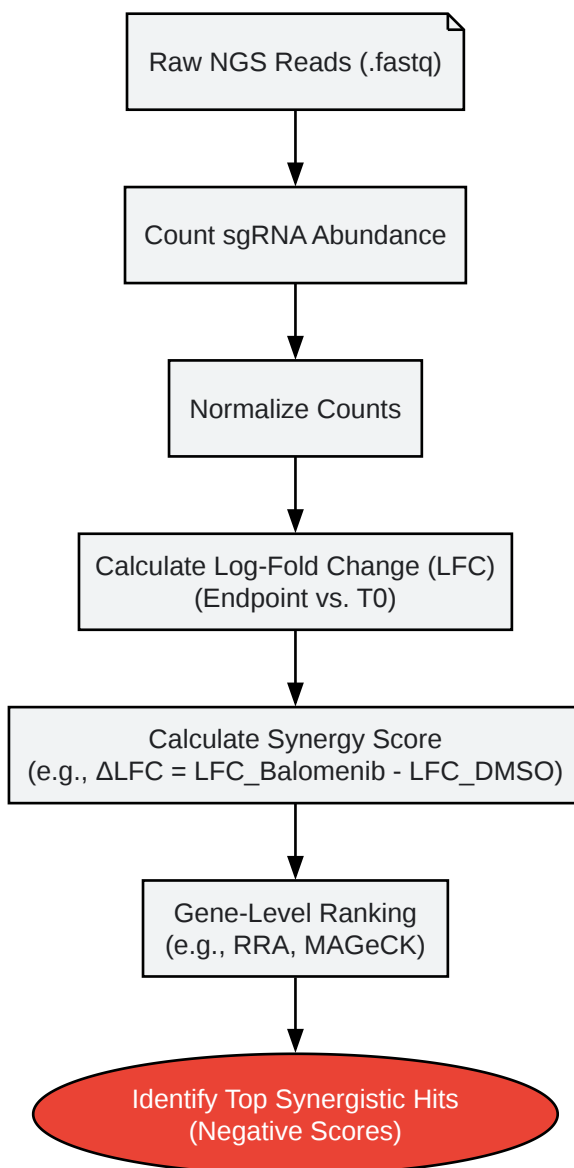 Raw NGS Reads (.fastq)
Count sgRNA Abundance
Normalize Counts
Calculate Log-Fold Change (LFC)
(Endpoint vs. T0)
Calculate Synergy Score
(e.g., ΔLFC = LFC_Balomenib - LFC_DMSO)
Gene-Level Ranking
(e.g., RRA, MAGeCK)
Identify Top Synergistic Hits
(Negative Scores)